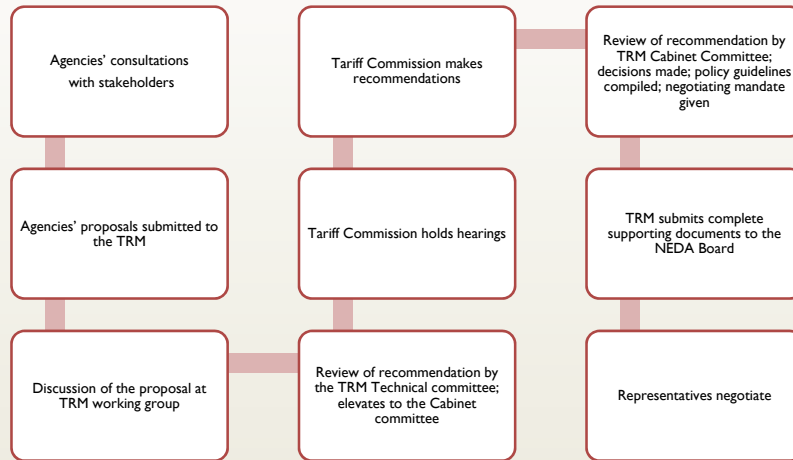 Agencies' consultations
with stakeholders
Agencies' proposals submitted to
the TRM
Discussion of the proposal at
TRM working group
Review of recommendation by
the TRM Technical committee;
elevates to the Cabinet
committee
Tariff Commission holds hearings
Tariff Commission makes
recommendations
Review of recommendation by
TRM Cabinet Committee;
decisions made; policy guidelines
compiled; negotiating mandate
given
TRM submits complete
supporting documents to the
NEDA Board
Representatives negotiate